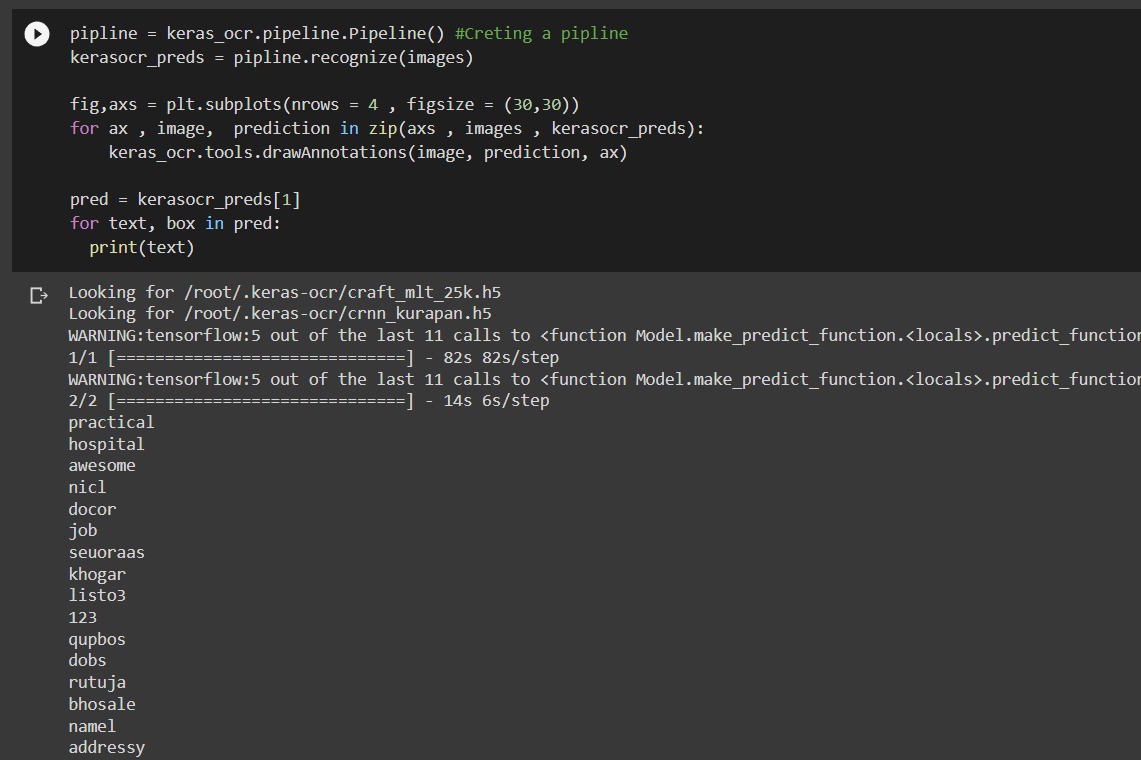 pipline = keras_ocr.pipeline.Pipeline() #Creting a pipline
kerasocr_preds = pipline.recognize(images)
fig,axs = plt.subplots(nrows = 4 , figsize = (30,30))
for ax , image,  prediction in zip(axs , images , kerasocr_preds):
    keras_ocr.tools.drawAnnotations(image, prediction, ax)
pred = kerasocr_preds[1]
for text, box in pred:
  print(text)
Looking for /root/.keras-ocr/craft_mlt_25k.h5
Looking for /root/.keras-ocr/crnn_kurapan.h5
WARNING:tensorflow:5 out of the last 11 calls to <function Model.make_predict_function.<locals>.predict_function
1/1 [==============================] - 82s 82s/step
WARNING:tensorflow:5 out of the last 11 calls to <function Model.make_predict_function.<locals>.predict_function
2/2 [==============================] - 14s 6s/step
practical
hospital
awesome
nicl
docor
job
seuoraas
khogar
listo3
123
qupbos
dobs
rutuja
bhosale
namel
addressy